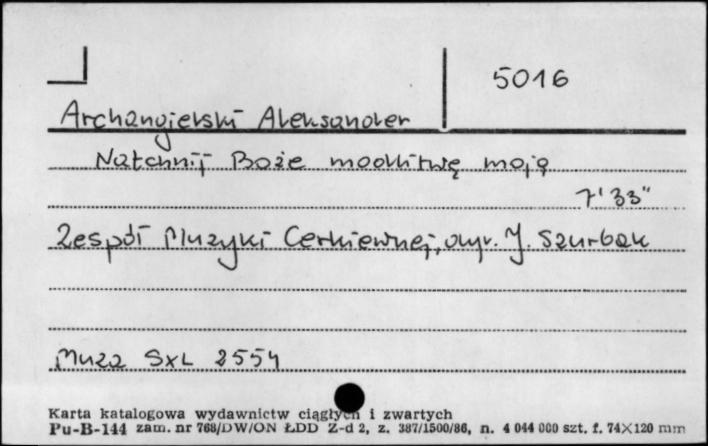 5016
Archangielski Aleksander
Natchnij Boże modlitwę moją
7'33"
Zespół Muzyki Cerkiewnej, dyr. J. Szurbak
Muza SXL 2554
Karta katalogowa wydawnictw ciągłych i zwartych
Pu-B-144 zam. nr 768/DW/ON ŁDD Z-d 2, z. 387/1500/86, n. 4 044 000 szt. f. 74×120 mm